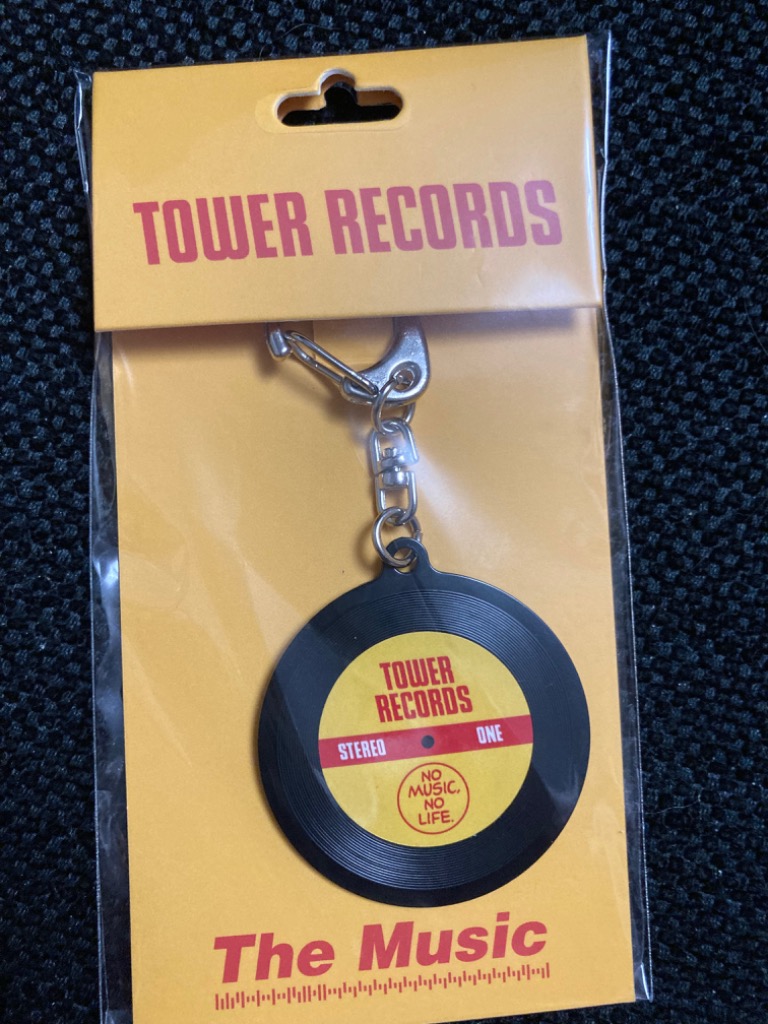 TOWER RECORDS
TOWER
RECORDS
STEREO ONE
NO
MUSIC,
NO
LIFE.
The Music